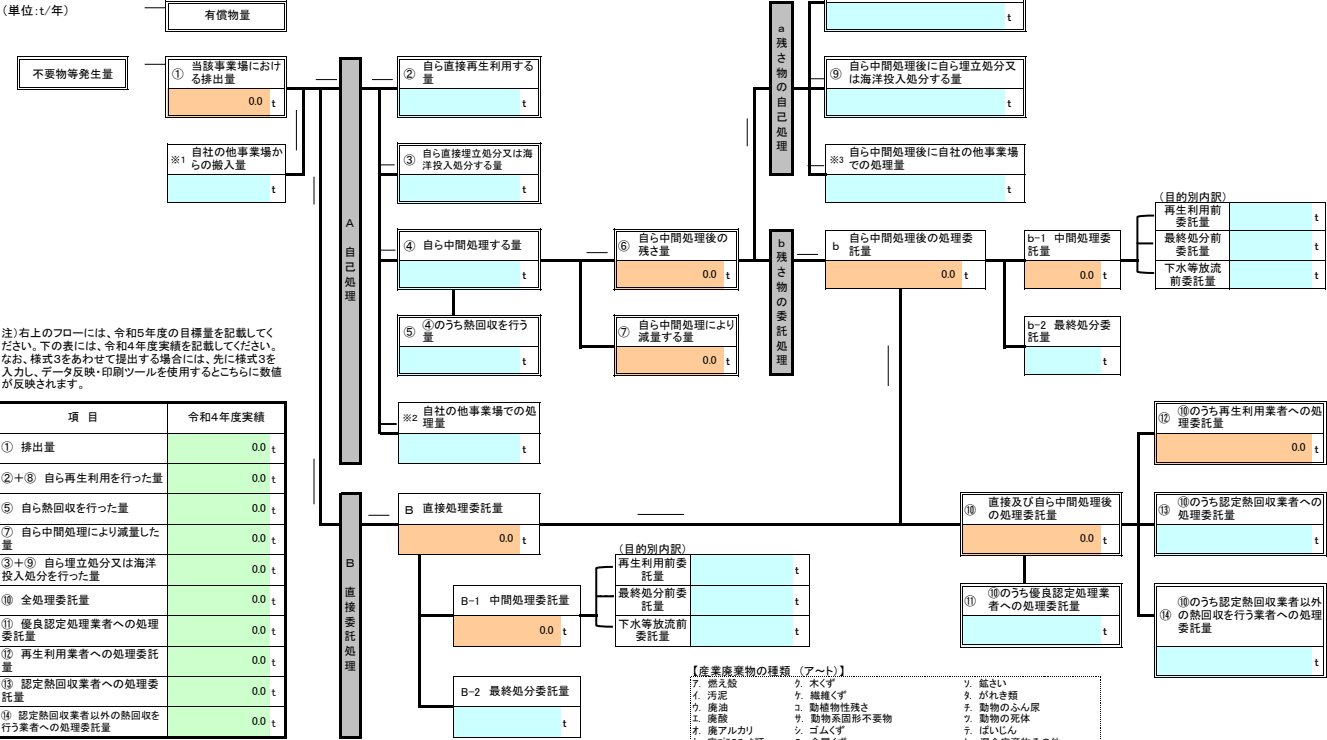 (単位:t/年)
有償物量
t
不要物等発生量
① 当該事業場におけ
る排出量
0.0 t
※1 自社の他事業場か
らの搬入量
t
A 自己処理
② 自ら直接再生利用する
量
t
③ 自ら直接埋立処分又は海
洋投入処分する量
t
④ 自ら中間処理する量
t
⑤ ④のうち熱回収を行う
量
t
※2 自社の他事業場での処
理量
t
⑥ 自ら中間処理後の
残さ量
0.0 t
⑦ 自ら中間処理により
減量する量
0.0 t
a 残さ物の自己処理
⑨ 自ら中間処理後に自ら埋立処分又
は海洋投入処分する量
t
※3 自ら中間処理後に自社の他事業場
での処理量
t
b 残さ物の委託処理
b 自ら中間処理後の処理委
託量
0.0 t
b-1 中間処理委
託量
0.0 t
(目的別内訳)
再生利用前
委託量
t
最終処分前
委託量
t
下水等放流
前委託量
t
b-2 最終処分委
託量
t
注)右上のフローには、令和5年度の目標量を記載してく
ださい。下の表には、令和4年度実績を記載してください。
なお、様式3をあわせて提出する場合には、先に様式3を
入力し、データ反映・印刷ツールを使用するとこちらに数値
が反映されます。
項 目 令和4年度実績
① 排出量 0.0 t
②+⑧ 自ら再生利用を行った量 0.0 t
⑤ 自ら熱回収を行った量 0.0 t
⑦ 自ら中間処理により減量した
量 0.0 t
③+⑨ 自ら埋立処分又は海洋
投入処分を行った量 0.0 t
⑩ 全処理委託量 0.0 t
⑪ 優良認定処理業者への処理
委託量 0.0 t
⑫ 再生利用業者への処理委託
量 0.0 t
⑬ 認定熱回収業者への処理委
託量 0.0 t
⑭ 認定熱回収業者以外の熱回収を
行う業者への処理委託量 0.0 t
B 直接委託処理
B 直接処理委託量
0.0 t
B-1 中間処理委託量
0.0 t
(目的別内訳)
再生利用前委
託量
t
最終処分前委
託量
t
下水等放流前
委託量
t
B-2 最終処分委託量
t
⑩ 直接及び自ら中間処理後
の処理委託量
0.0 t
⑪ ⑩のうち優良認定処理業
者への処理委託量
t
⑫ ⑩のうち再生利用業者への処
理委託量
0.0 t
⑬ ⑩のうち認定熱回収業者への
処理委託量
t
⑭ ⑩のうち認定熱回収業者以外
の熱回収を行う業者への処理
委託量
t
【産業廃棄物の種類 (ア~ト)】
ア. 燃え殻 ク. 木くず ソ. 鉱さい
イ. 汚泥 ケ. 繊維くず タ. がれき類
ウ. 廃油 コ. 動植物性残さ チ. 動物のふん尿
エ. 廃酸 サ. 動物系固形不要物 ツ. 動物の死体
オ. 廃アルカリ シ. ゴムくず テ. ばいじん